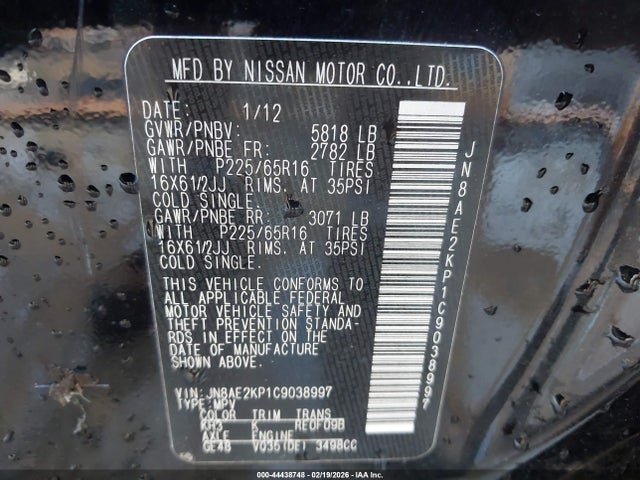 MFD BY NISSAN MOTOR CO.,LTD.
DATE: 1/12
GVWR/PNBV: 5818 LB
GAWR/PNBE FR: 2782 LB
WITH P225/65R16 TIRES
16X61/2JJ RIMS. AT 35PSI
COLD SINGLE.
GAWR/PNBE RR: 3071 LB
WITH P225/65R16 TIRES
16X61/2JJ RIMS. AT 35PSI
COLD SINGLE.
THIS VEHICLE CONFORMS TO
ALL APPLICABLE FEDERAL
MOTOR VEHICLE SAFETY AND
THEFT PREVENTION STANDA-
RDS IN EFFECT ON THE
DATE OF MANUFACTURE
SHOWN ABOVE.
VIN: JN8AE2KP1C9038997
TYPE: MPV
COLOR TRIM TRANS
KH3 K RE0F09B
AXLE ENGINE
GE48 VQ35(DE) 3498CC
JN8AE2KP1C9038997
000-44438748 - 02/19/2026 - IAA Inc.